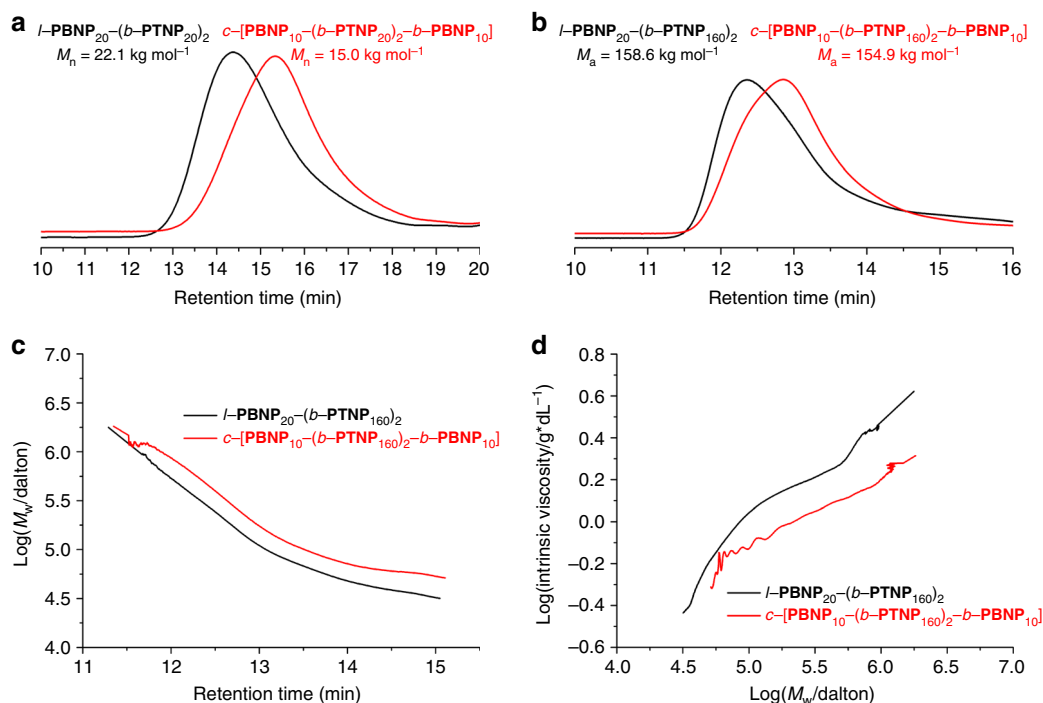 a
l–PBNP20–(b–PTNP20)2 c–[PBNP10–(b–PTNP20)2–b–PBNP10]
Mn = 22.1 kg mol−1 Mn = 15.0 kg mol−1
10 11 12 13 14 15 16 17 18 19 20
Retention time (min)
b
l–PBNP20–(b–PTNP160)2 c–[PBNP10–(b–PTNP160)2–b–PBNP10]
Ma = 158.6 kg mol−1 Ma = 154.9 kg mol−1
10 11 12 13 14 15 16
Retention time (min)
c
7.0
6.5
6.0
5.5
5.0
4.5
4.0
Log(Mw/dalton)
l–PBNP20–(b–PTNP160)2
c–[PBNP10–(b–PTNP160)2–b–PBNP10]
11 12 13 14 15
Retention time (min)
d
0.8
0.6
0.4
0.2
0.0
−0.2
−0.4
−0.6
Log(intrinsic viscosity/g*dL−1)
l–PBNP20–(b–PTNP160)2
c–[PBNP10–(b–PTNP160)2–b–PBNP10]
4.0 4.5 5.0 5.5 6.0 6.5 7.0
Log(Mw/dalton)